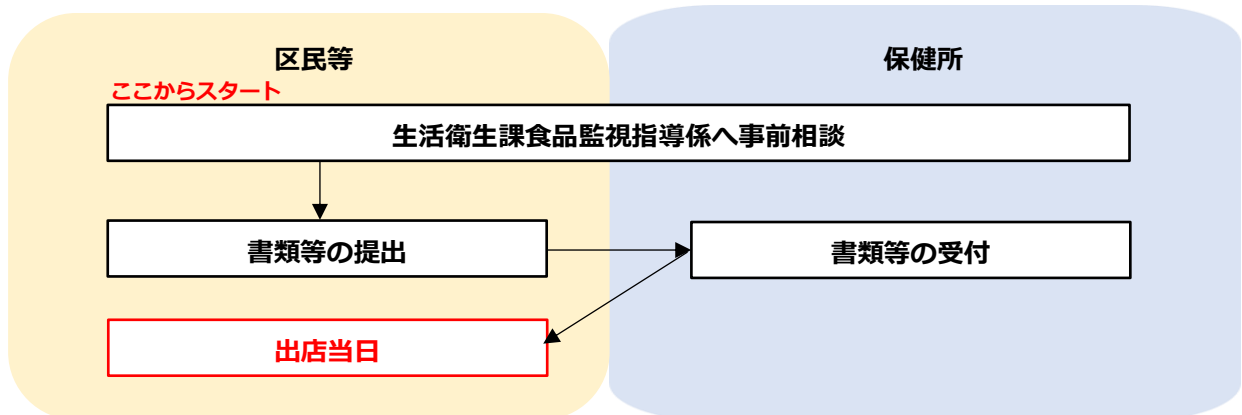 区民等
保健所
ここからスタート
生活衛生課食品監視指導係へ事前相談
書類等の提出
書類等の受付
出店当日